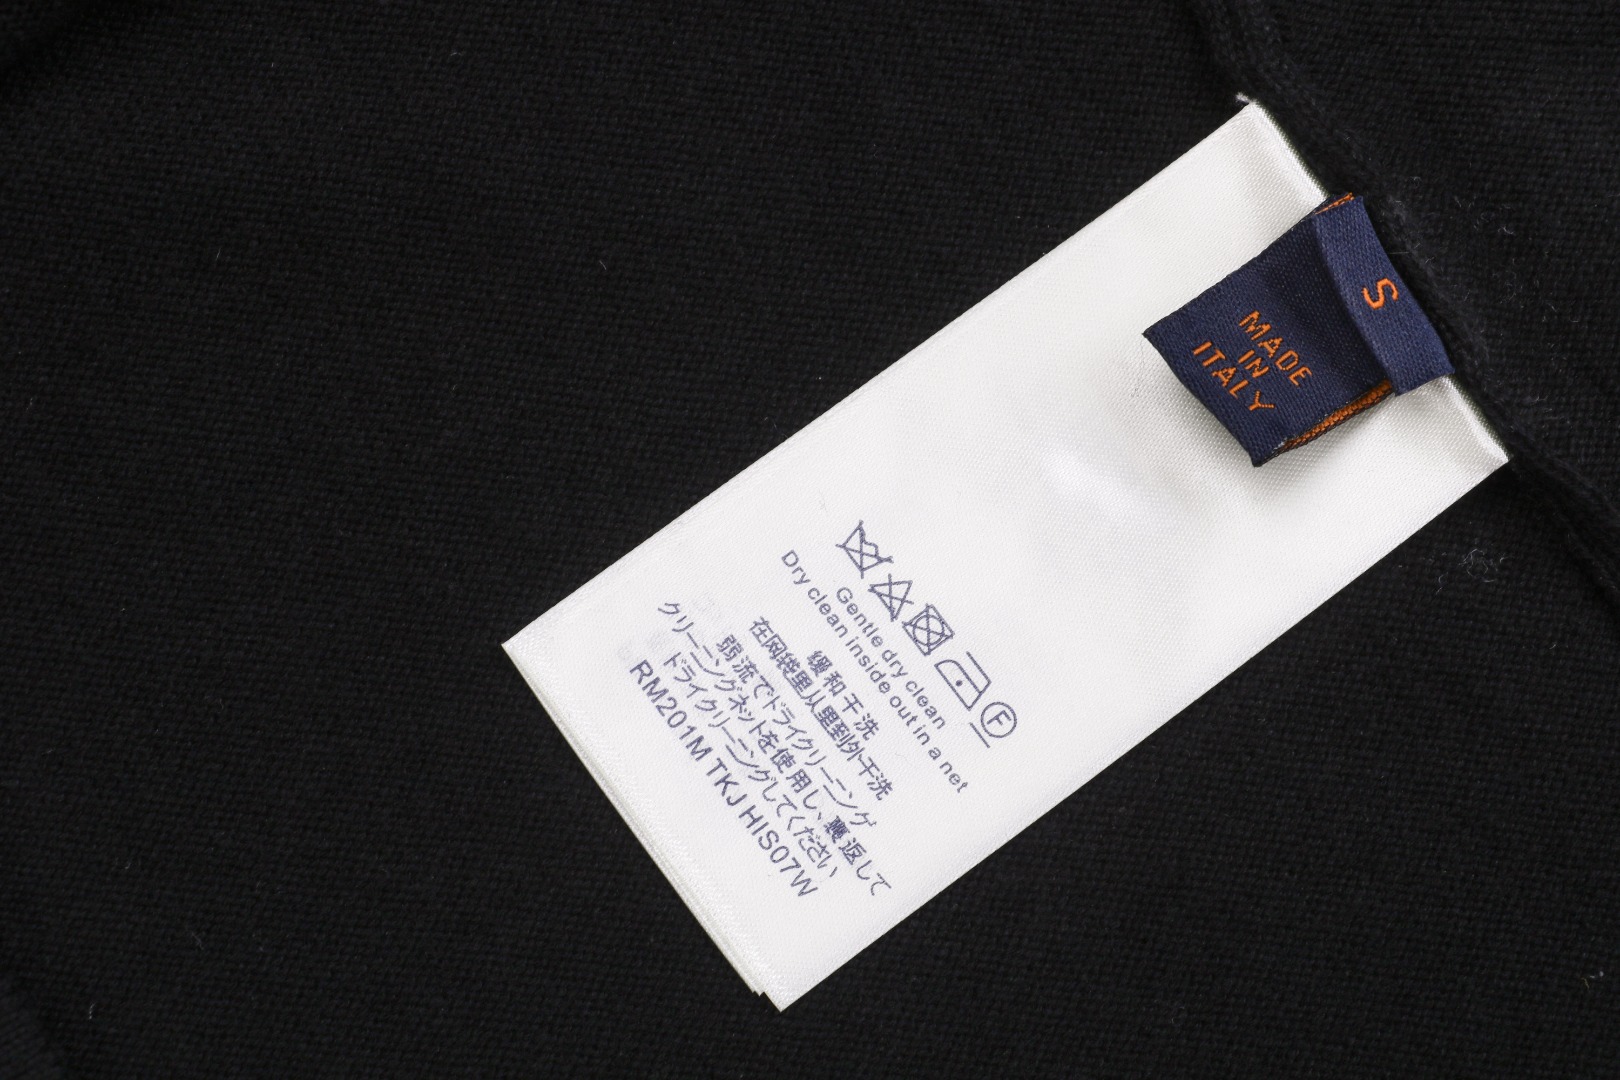 S
MADE
IN
ITALY
F
Gentle dry clean
Dry clean inside out in a net
缓和干洗
在网袋里从里到外干洗
弱流でドライクリーニング
クリーニングネットを使用し、裏返して
ドライクリーニングしてください
RM201M TKJ HIS07W